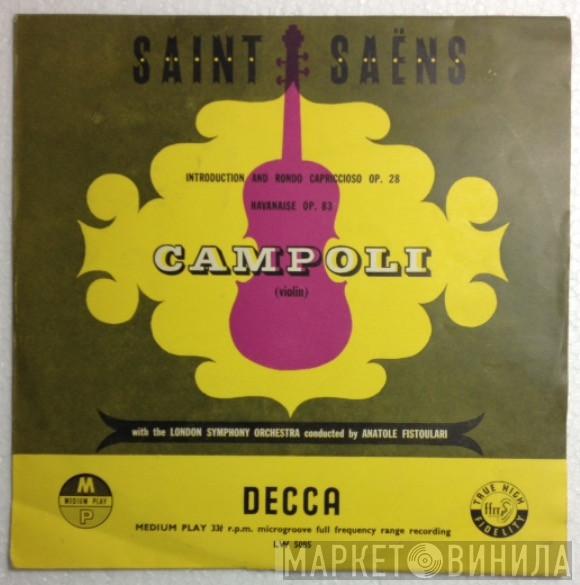 SAINT SAËNS
INTRODUCTION AND RONDO CAPRICCIOSO OP. 28
HAVANAISE OP. 83
CAMPOLI
(violin)
with the LONDON SYMPHONY ORCHESTRA conducted by ANATOLE FISTOULARI
M
MEDIUM PLAY
P
DECCA
TRUE HIGH
ffrr
FIDELITY
MEDIUM PLAY 33⅓ r.p.m. microgroove full frequency range recording
LW 5085
МАРКЕТ ВИНИЛА